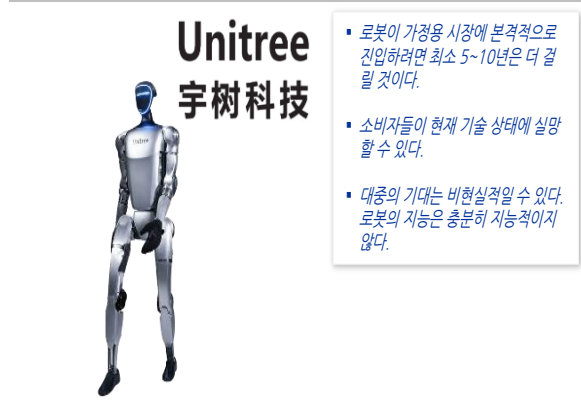 Unitree
宇树科技
Unitree
▪ 로봇이 가정용 시장에 본격적으로
진입하려면 최소 5~10년은 더 걸
릴 것이다.
▪ 소비자들이 현재 기술 상태에 실망
할 수 있다.
▪ 대중의 기대는 비현실적일 수 있다.
로봇의 지능은 충분히 지능적이지
않다.